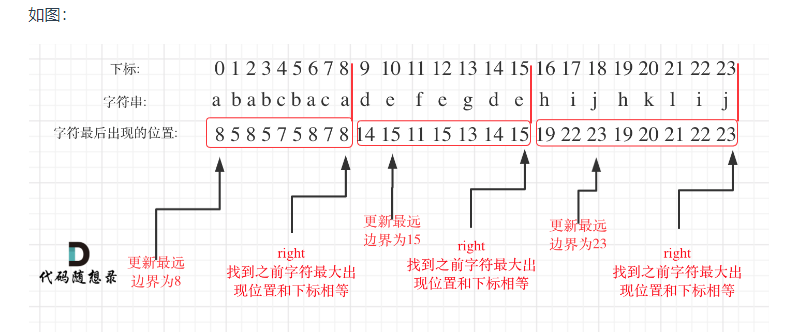 如图：
下标: 0 1 2 3 4 5 6 7 8 9 10 11 12 13 14 15 16 17 18 19 20 21 22 23
字符串: a b a b c b a c a d e f e g d e h i j h k l i j
字符最后出现的位置: 8 5 8 5 7 5 8 7 8 14 15 11 15 13 14 15 19 22 23 19 20 21 22 23
更新最远
边界为8
right
找到之前字符最大出
现位置和下标相等
更新最远
边界为15
right
找到之前字符最大出
现位置和下标相等
更新最远
边界为23
right
找到之前字符最大出
现位置和下标相等
代码随想录